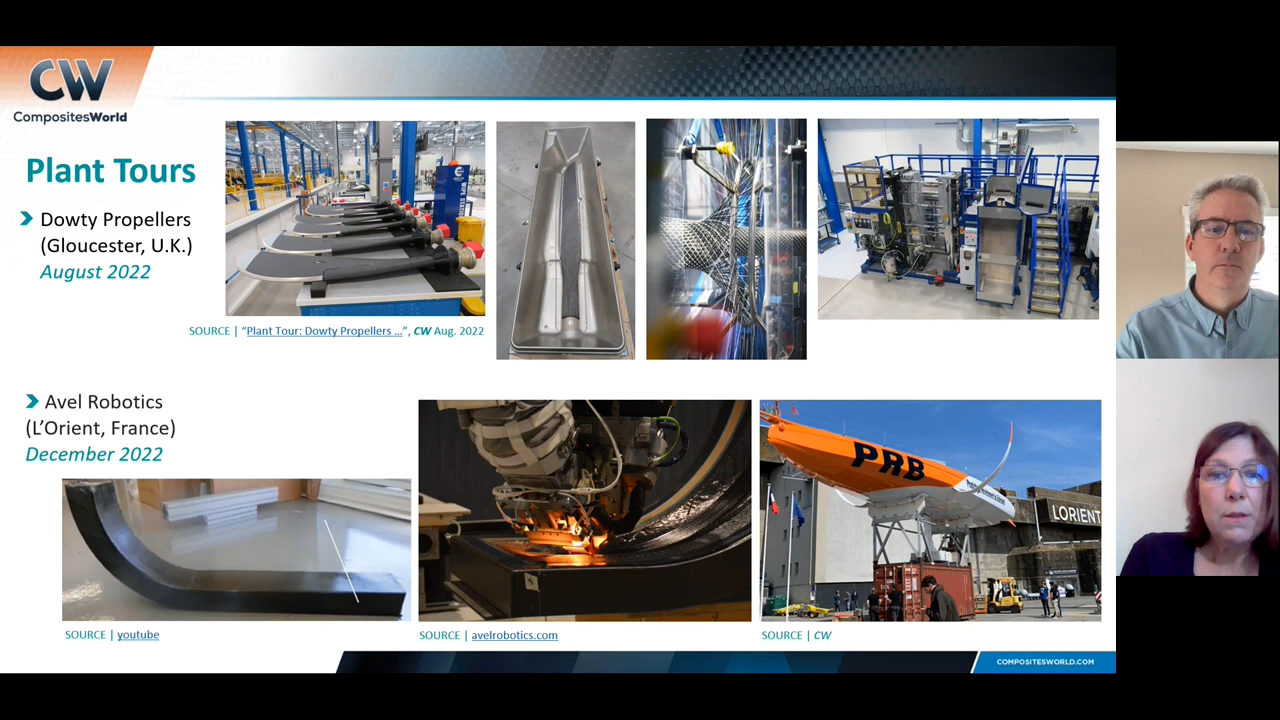 CW
CompositesWorld
Plant Tours
Dowty Propellers
(Gloucester, U.K.)
August 2022
SOURCE | “Plant Tour: Dowty Propellers ...”, CW Aug. 2022
Avel Robotics
(L’Orient, France)
December 2022
PRB
LORIENT
SOURCE | youtube
SOURCE | avelrobotics.com
SOURCE | CW
COMPOSITESWORLD.COM